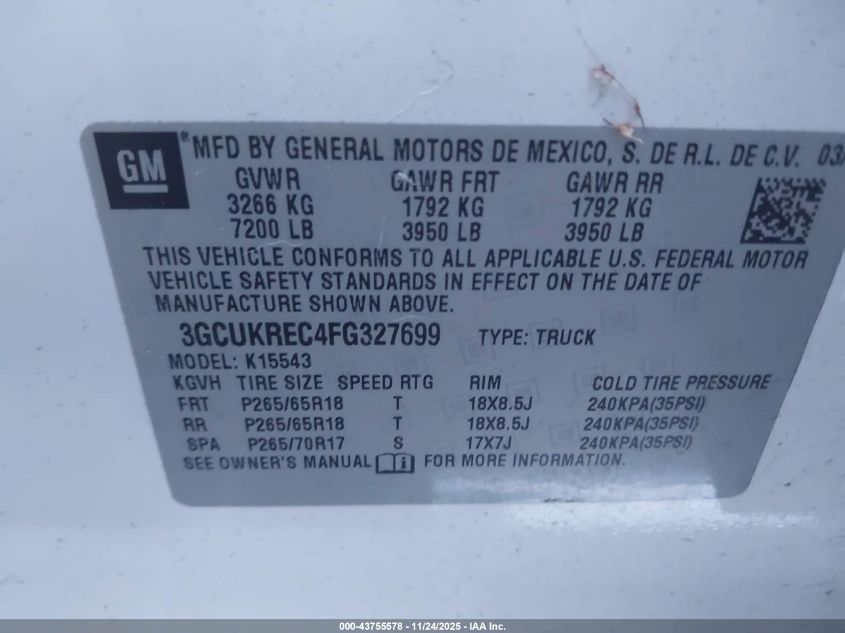 GM
® MFD BY GENERAL MOTORS DE MEXICO, S. DE R.L. DE C.V. 03/
GVWR GAWR FRT GAWR RR
3266 KG 1792 KG 1792 KG
7200 LB 3950 LB 3950 LB
THIS VEHICLE CONFORMS TO ALL APPLICABLE U.S. FEDERAL MOTOR
VEHICLE SAFETY STANDARDS IN EFFECT ON THE DATE OF
MANUFACTURE SHOWN ABOVE.
3GCUKREC4FG327699 TYPE: TRUCK
MODEL: K15543
KGVH TIRE SIZE SPEED RTG RIM COLD TIRE PRESSURE
FRT P265/65R18 T 18X8.5J 240KPA(35PSI)
RR P265/65R18 T 18X8.5J 240KPA(35PSI)
SPA P265/70R17 S 17X7J 240KPA(35PSI)
SEE OWNER'S MANUAL FOR MORE INFORMATION.
000-43755578 - 11/24/2025 - IAA Inc.